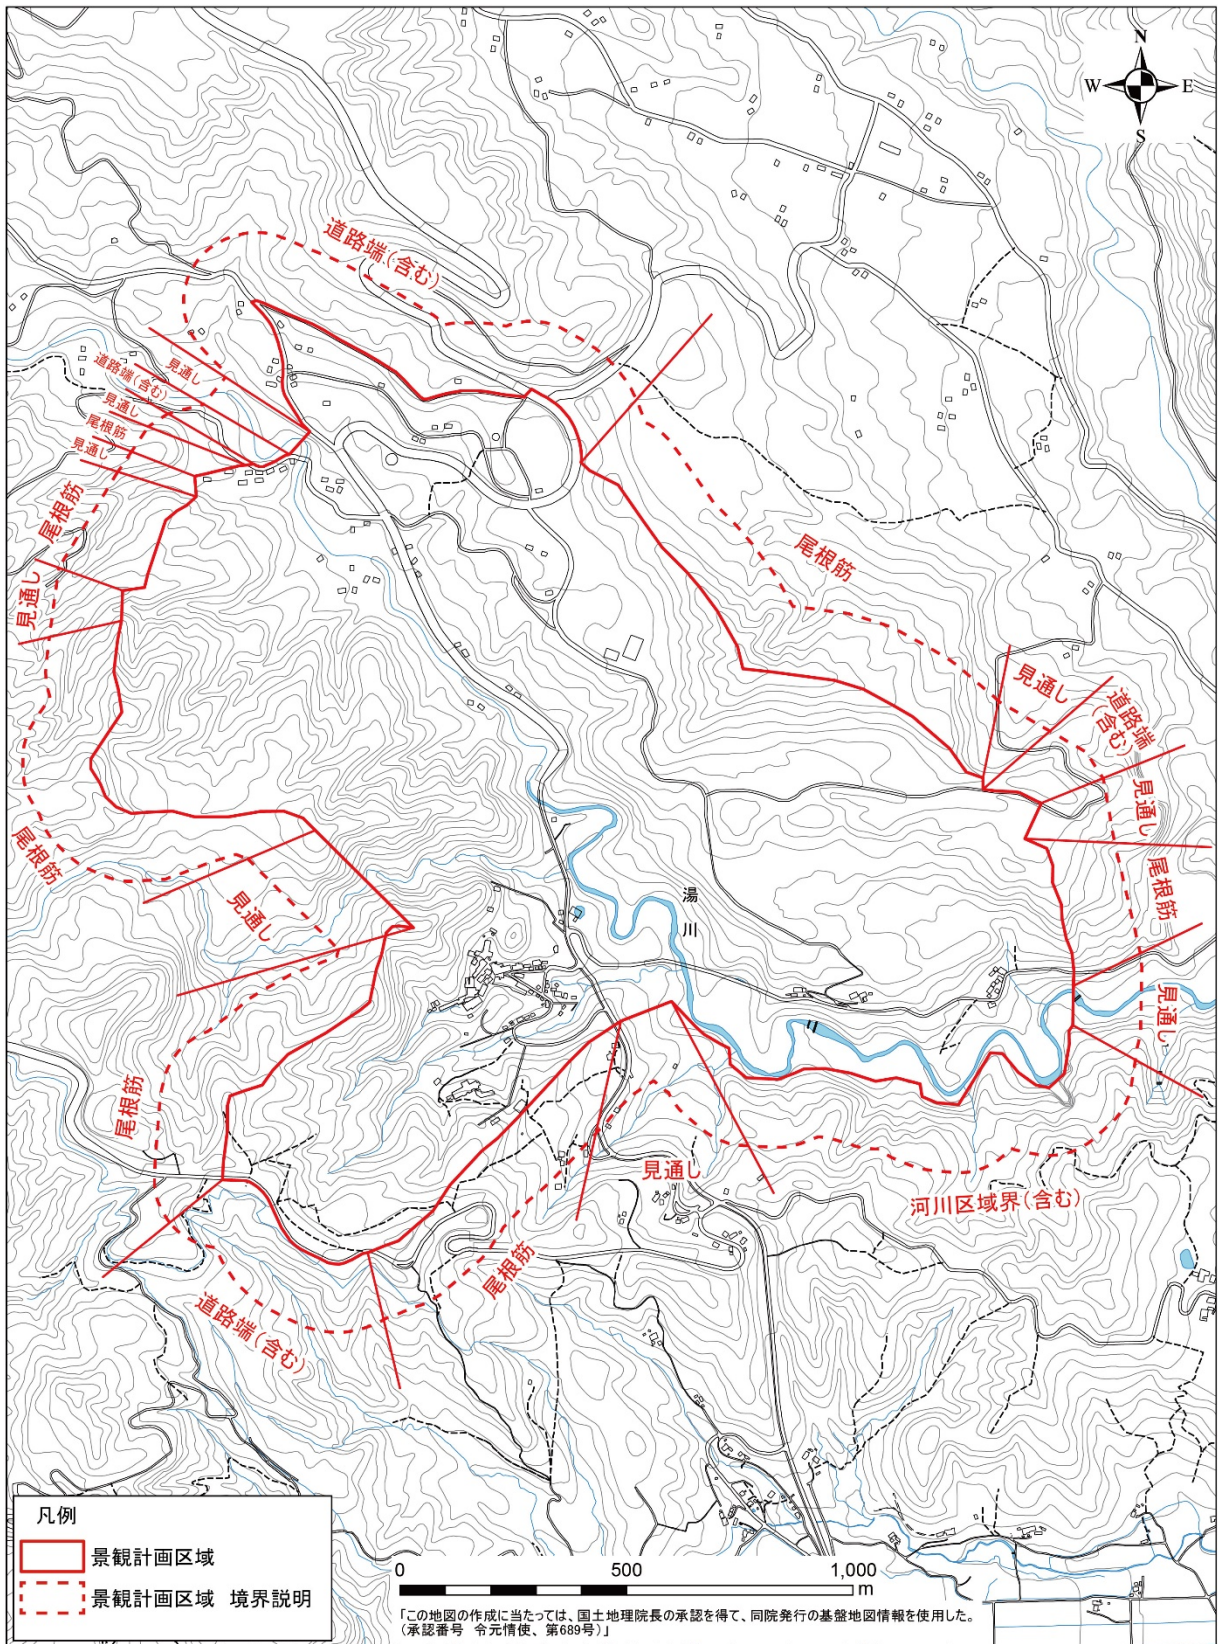 N
W E
S
道路端(含む)
見通し
道路端(含む)
見通し
尾根筋
見通し
尾根筋
見通し
尾根筋
見通し
道路端
(含む)
見通し
尾根筋
見通し
湯川
尾根筋
見通し
尾根筋
見通し
河川区域界(含む)
尾根筋
道路端(含む)
凡例
景観計画区域
景観計画区域 境界説明
0 500 1,000
m
「この地図の作成に当たっては、国土地理院長の承認を得て、同院発行の基盤地図情報を使用した。
(承認番号 令元情使、第689号)」